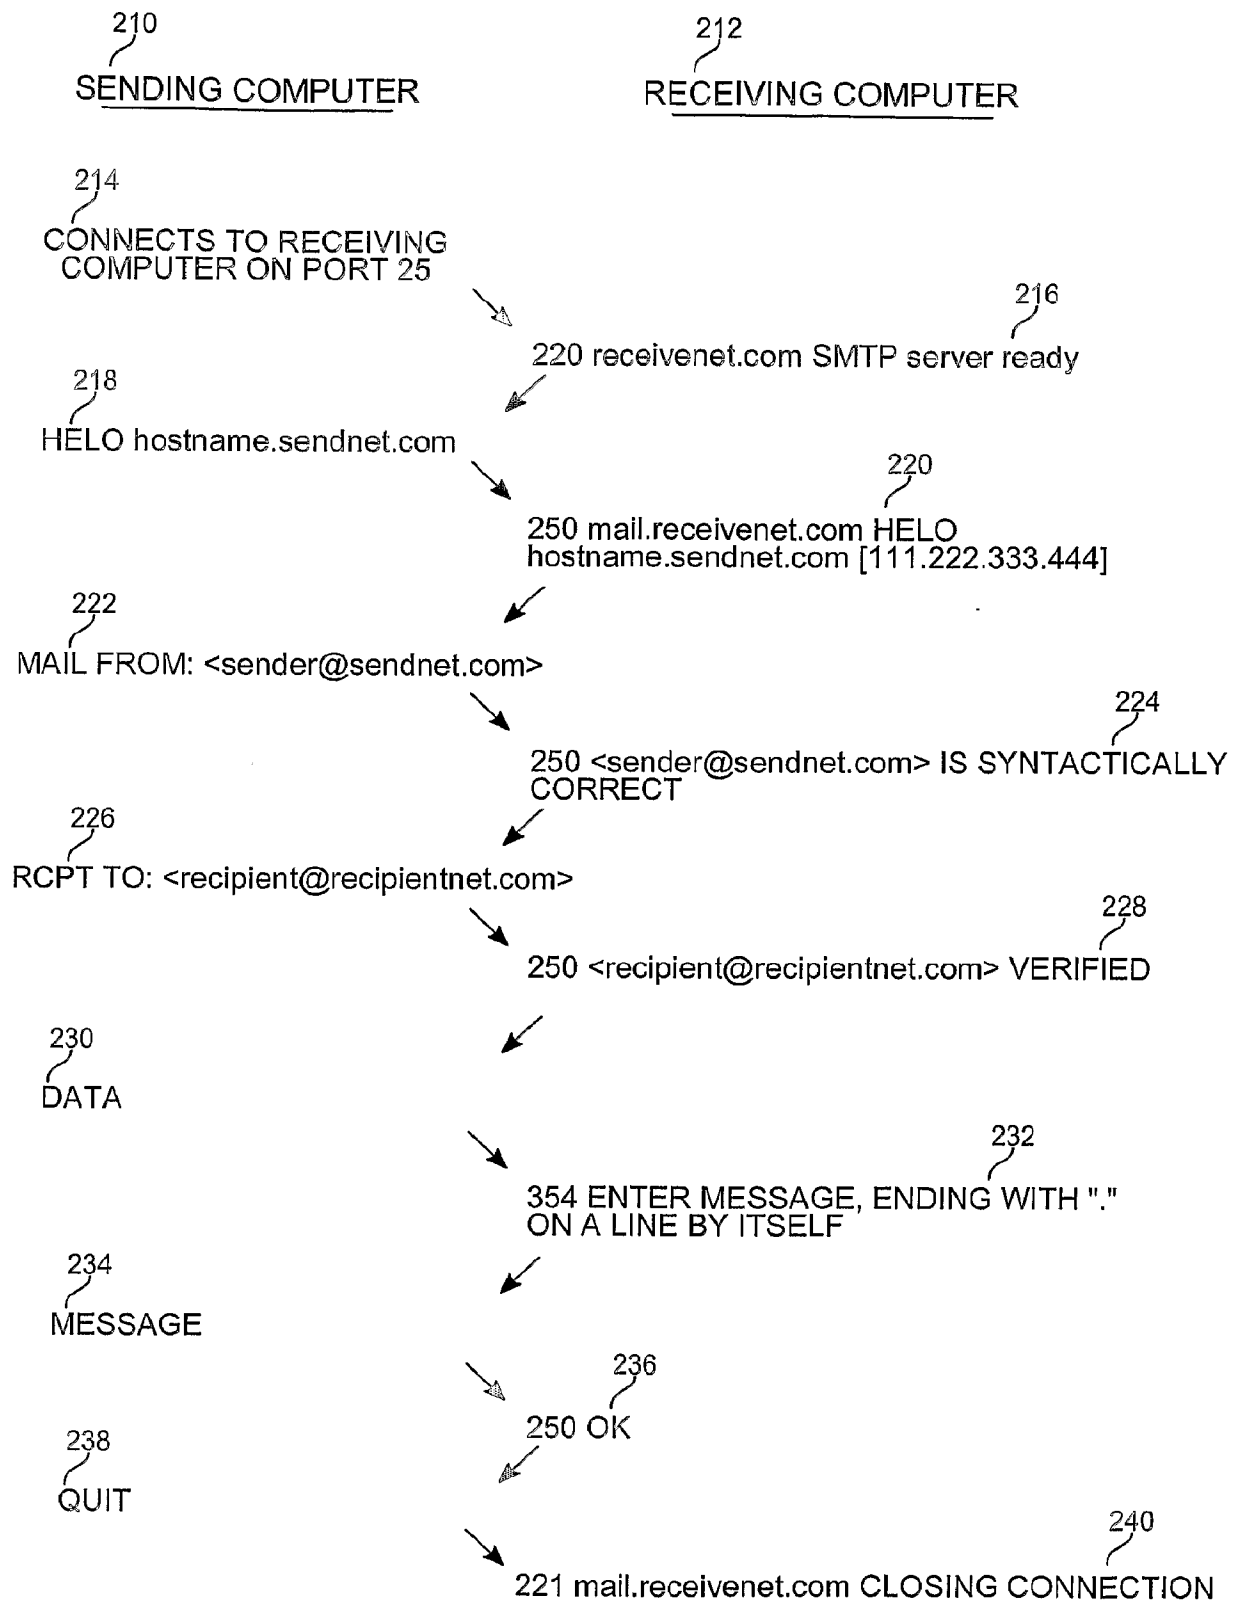 210
212
SENDING COMPUTER
RECEIVING COMPUTER
214
CONNECTS TO RECEIVING
COMPUTER ON PORT 25
216
220 receivenet.com SMTP server ready
218
HELO hostname.sendnet.com
220
250 mail.receivenet.com HELO
hostname.sendnet.com [111.222.333.444]
222
MAIL FROM: <sender@sendnet.com>
224
250 <sender@sendnet.com> IS SYNTACTICALLY
CORRECT
226
RCPT TO: <recipient@recipientnet.com>
228
250 <recipient@recipientnet.com> VERIFIED
230
DATA
232
354 ENTER MESSAGE, ENDING WITH "."
ON A LINE BY ITSELF
234
MESSAGE
236
250 OK
238
QUIT
240
221 mail.receivenet.com CLOSING CONNECTION